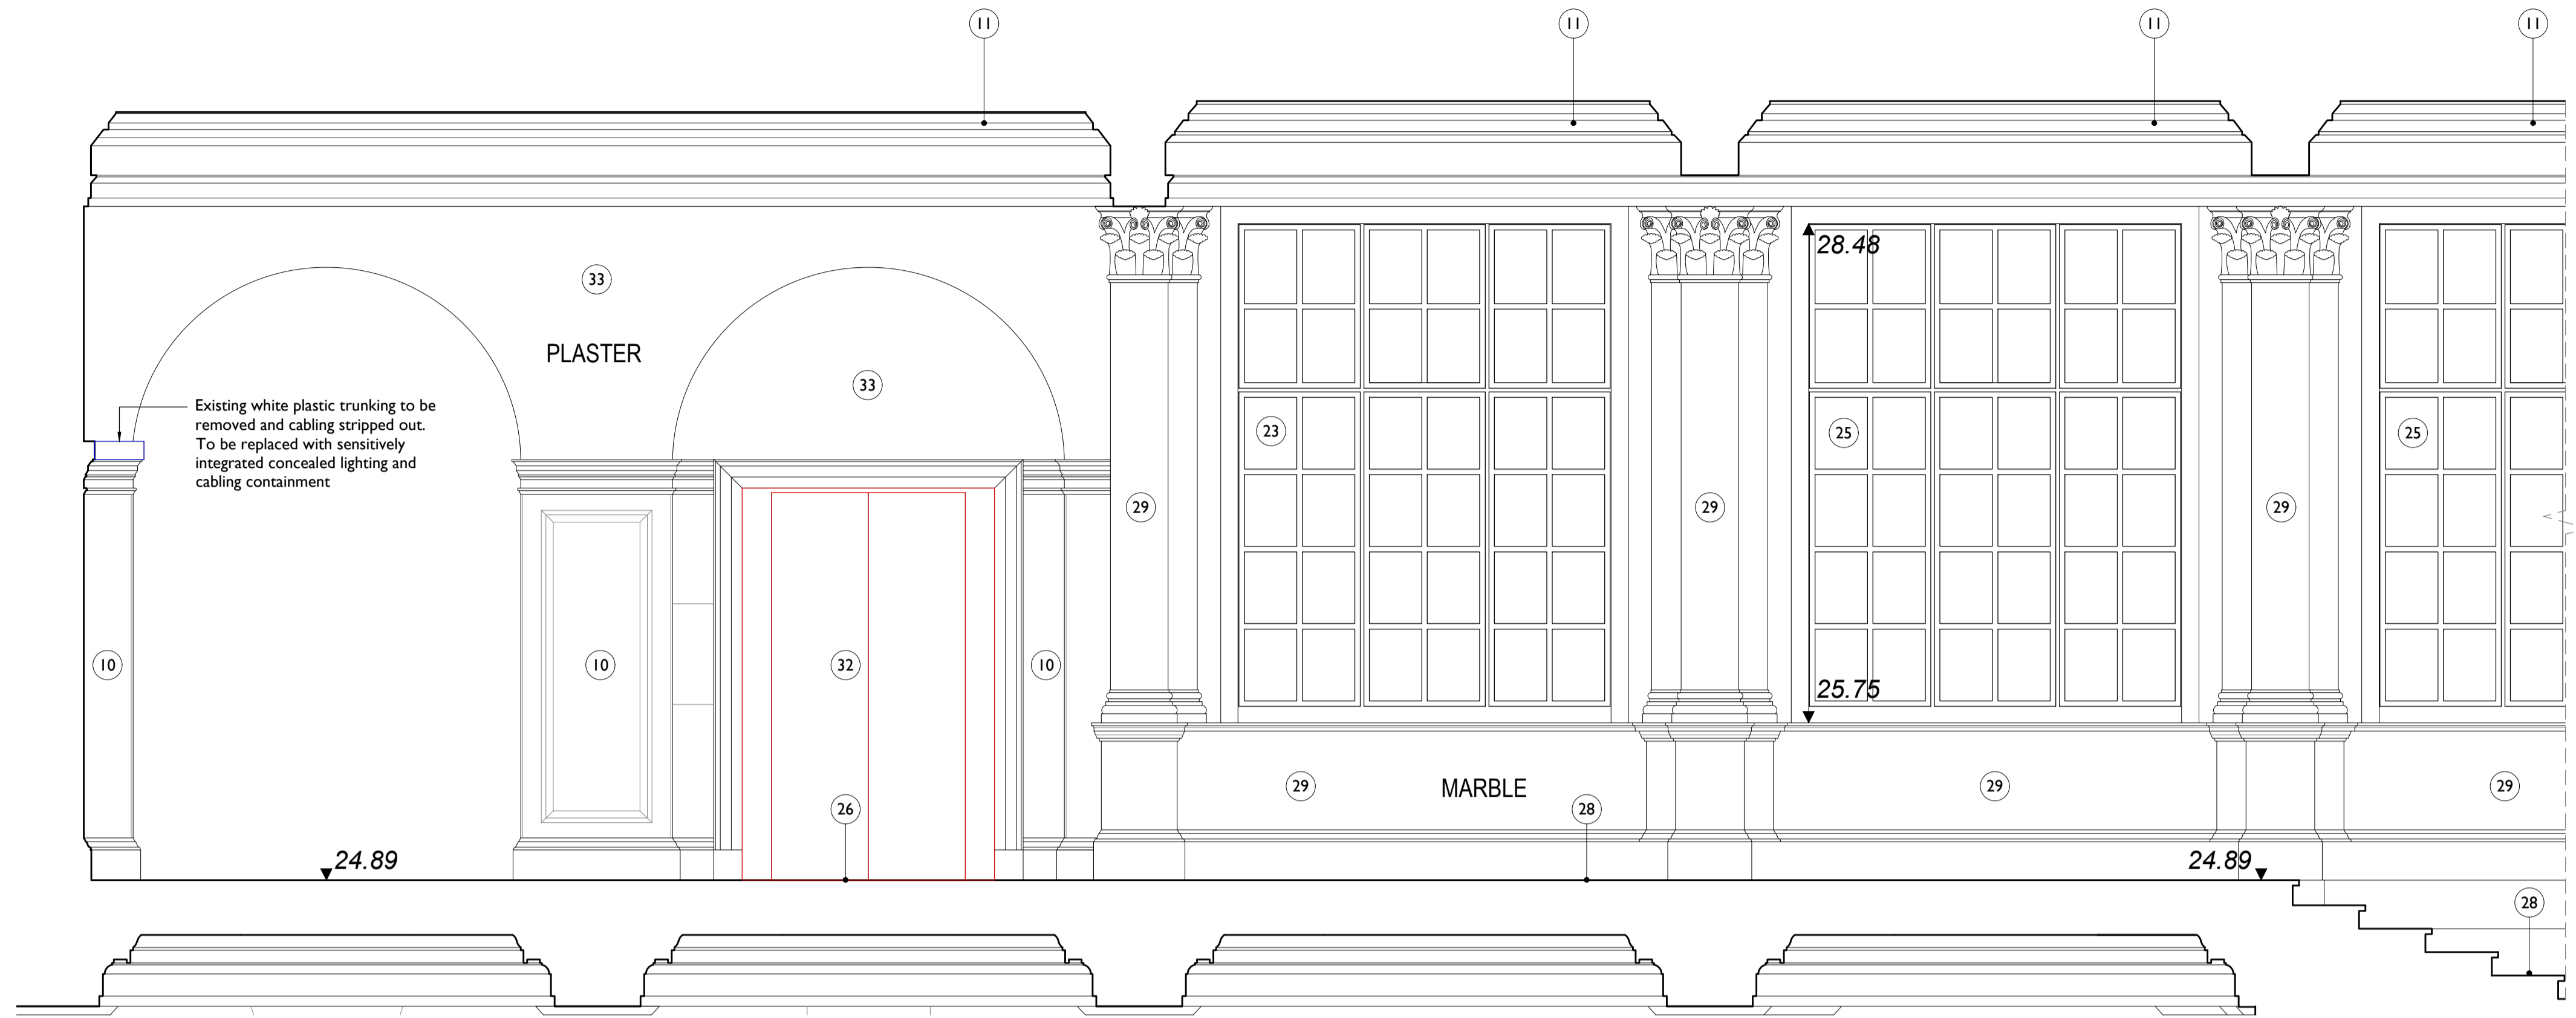 11 11 11 11
28.48
33
PLASTER
33
Existing white plastic trunking to be
removed and cabling stripped out.
To be replaced with sensitively
integrated concealed lighting and
cabling containment
23 25 25
29 29 29
10 10 32 10
25.75
29 MARBLE 29 29
26 28
24.89 24.89
28